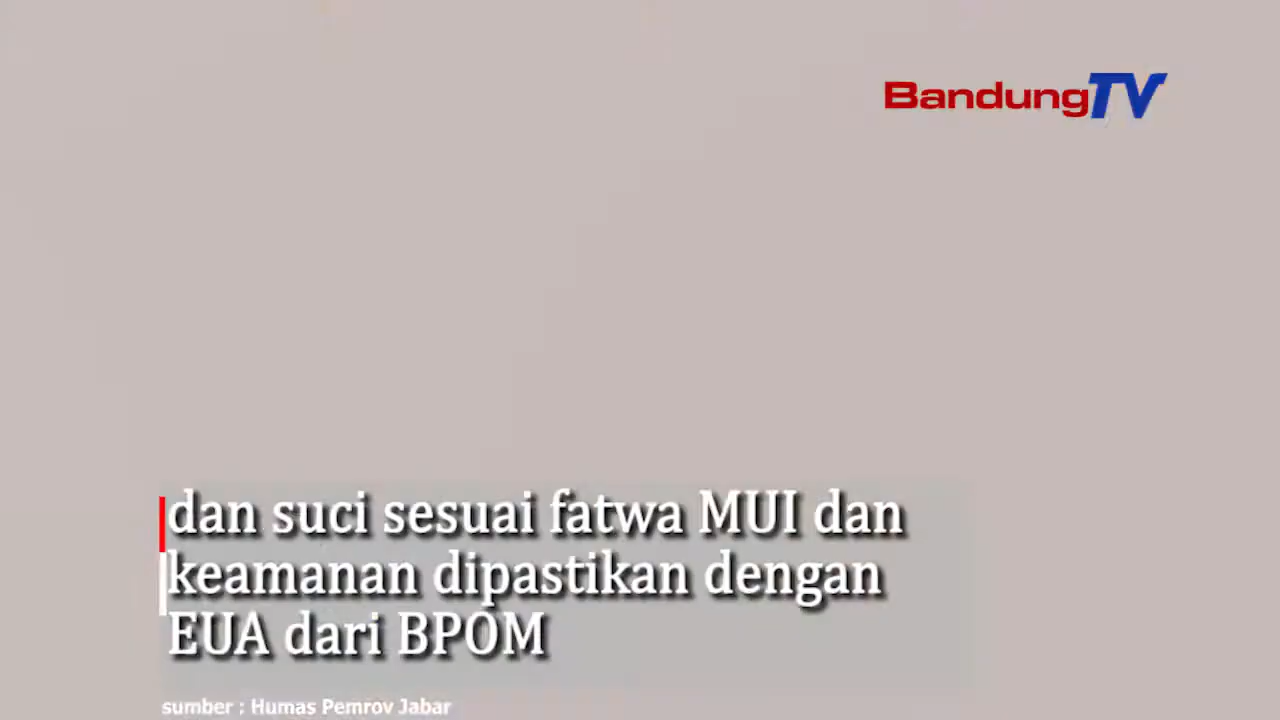 BandungTV
dan suci sesuai fatwa MUI dan
keamanan dipastikan dengan
EUA dari BPOM
sumber : Humas Pemrov Jabar